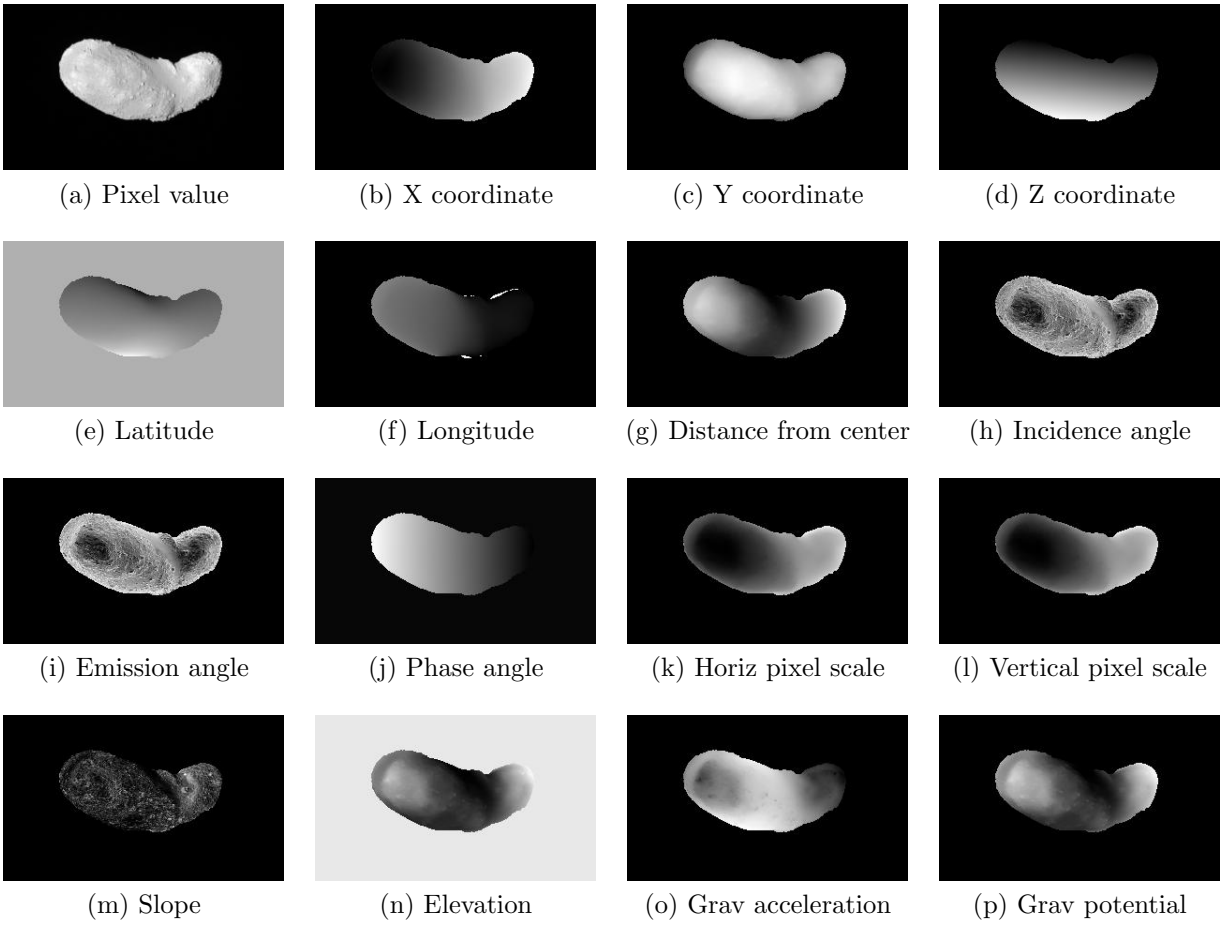 (a) Pixel value
(b) X coordinate
(c) Y coordinate
(d) Z coordinate
(e) Latitude
(f) Longitude
(g) Distance from center
(h) Incidence angle
(i) Emission angle
(j) Phase angle
(k) Horiz pixel scale
(l) Vertical pixel scale
(m) Slope
(n) Elevation
(o) Grav acceleration
(p) Grav potential